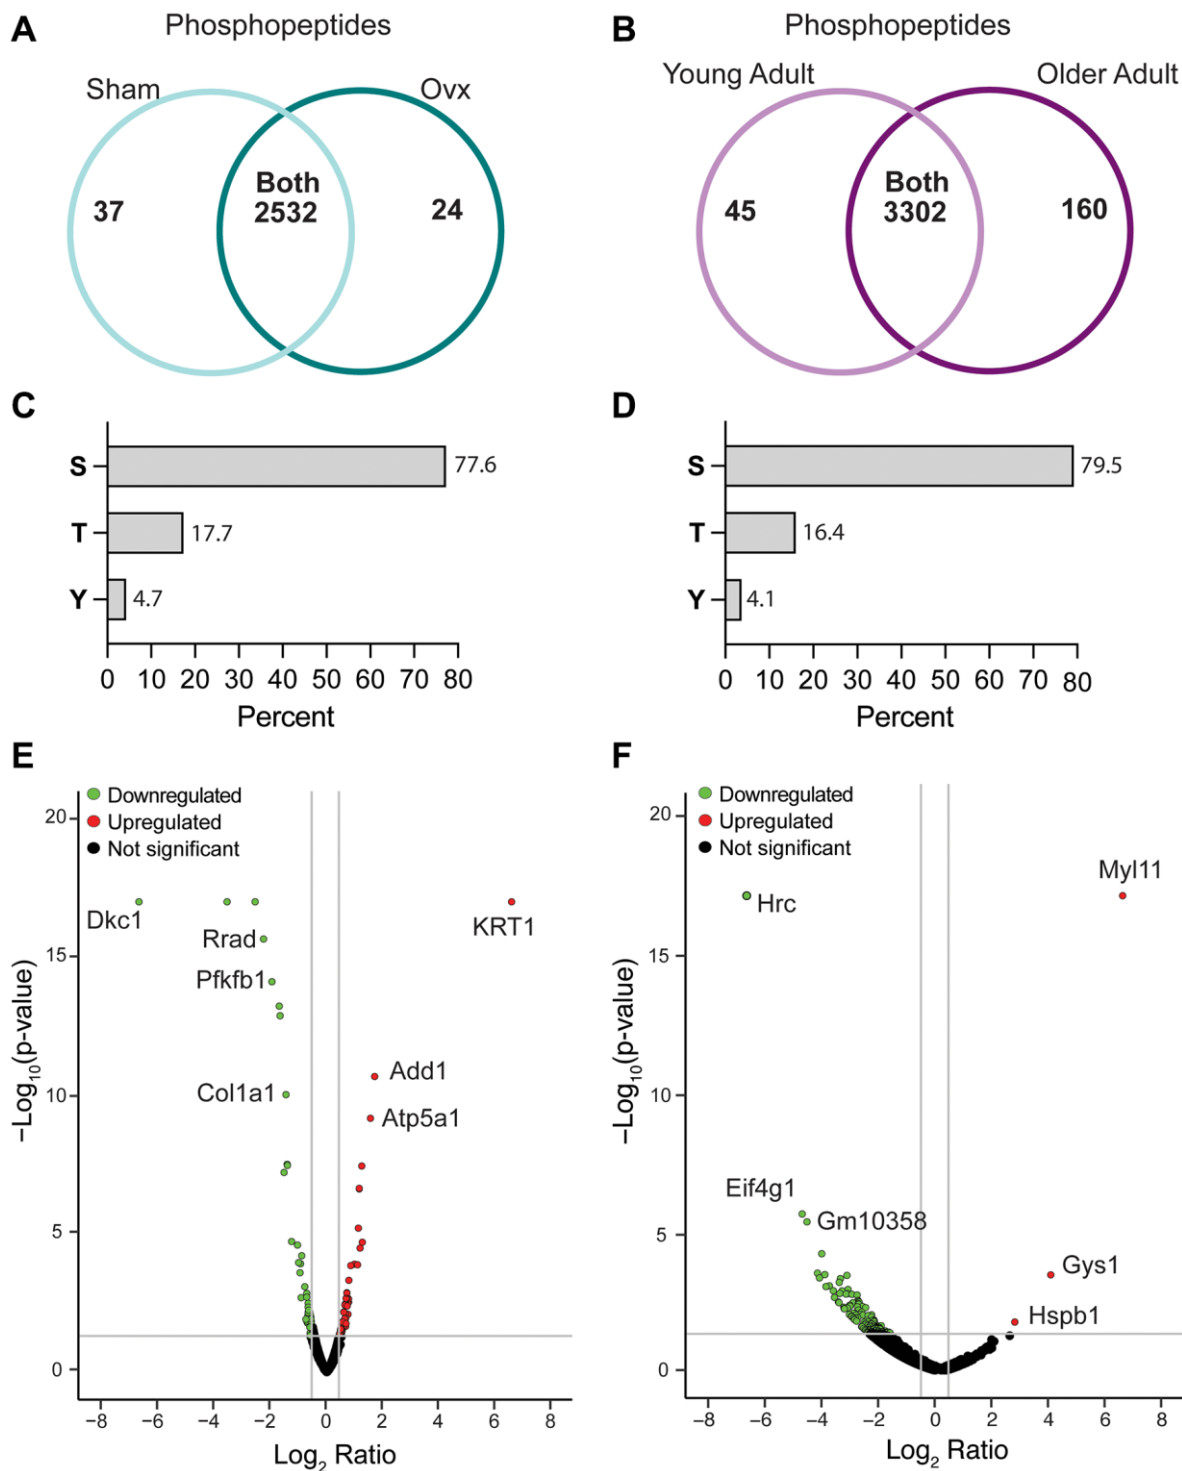 A
Phosphopeptides
Sham
Ovx
37
Both
2532
24
B
Phosphopeptides
Young Adult
Older Adult
45
Both
3302
160
C
S
77.6
T
17.7
Y
4.7
0 10 20 30 40 50 60 70 80
Percent
D
S
79.5
T
16.4
Y
4.1
0 10 20 30 40 50 60 70 80
Percent
E
Downregulated
Upregulated
Not significant
20
15
10
5
0
−Log10(p-value)
Dkc1
Rrad
Pfkfb1
Col1a1
KRT1
Add1
Atp5a1
−8 −6 −4 −2 0 2 4 6 8
Log2 Ratio
F
Downregulated
Upregulated
Not significant
20
15
10
5
0
−Log10(p-value)
Hrc
Myl11
Eif4g1
Gm10358
Gys1
Hspb1
−8 −6 −4 −2 0 2 4 6 8
Log2 Ratio